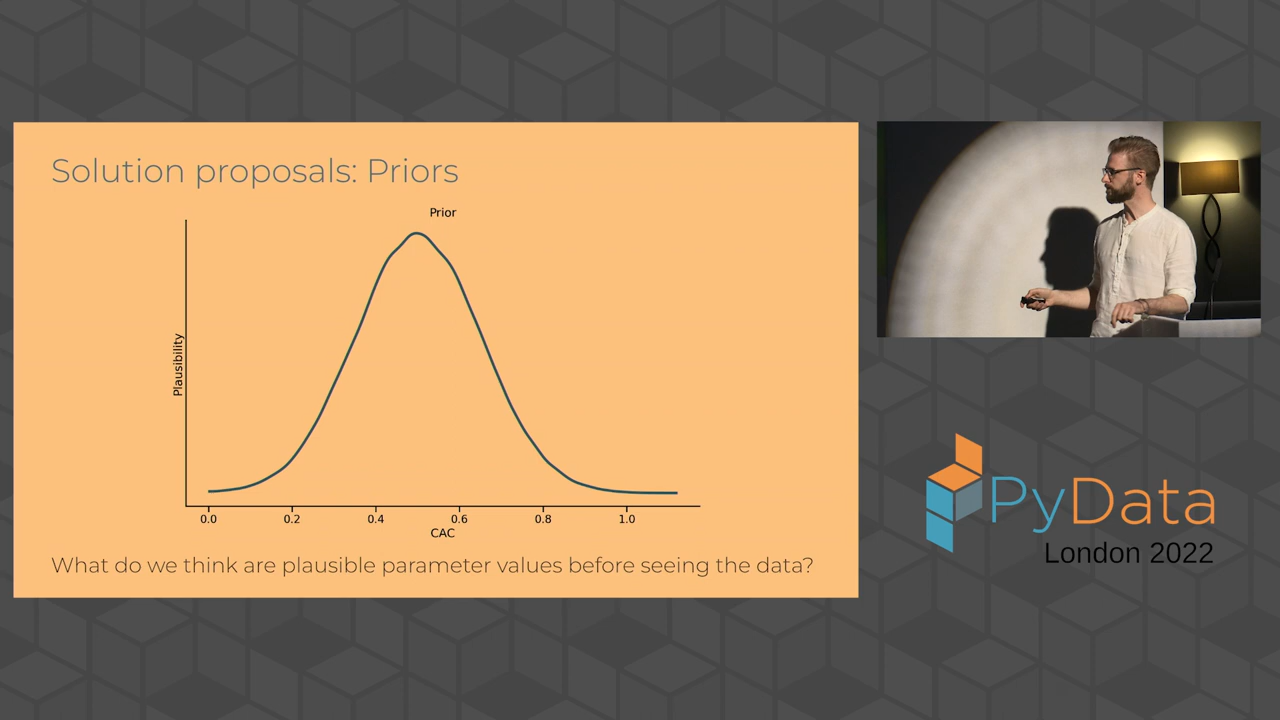 Solution proposals: Priors
Prior
Plausibility
0.0 0.2 0.4 0.6 0.8 1.0
CAC
What do we think are plausible parameter values before seeing the data?
PyData
London 2022